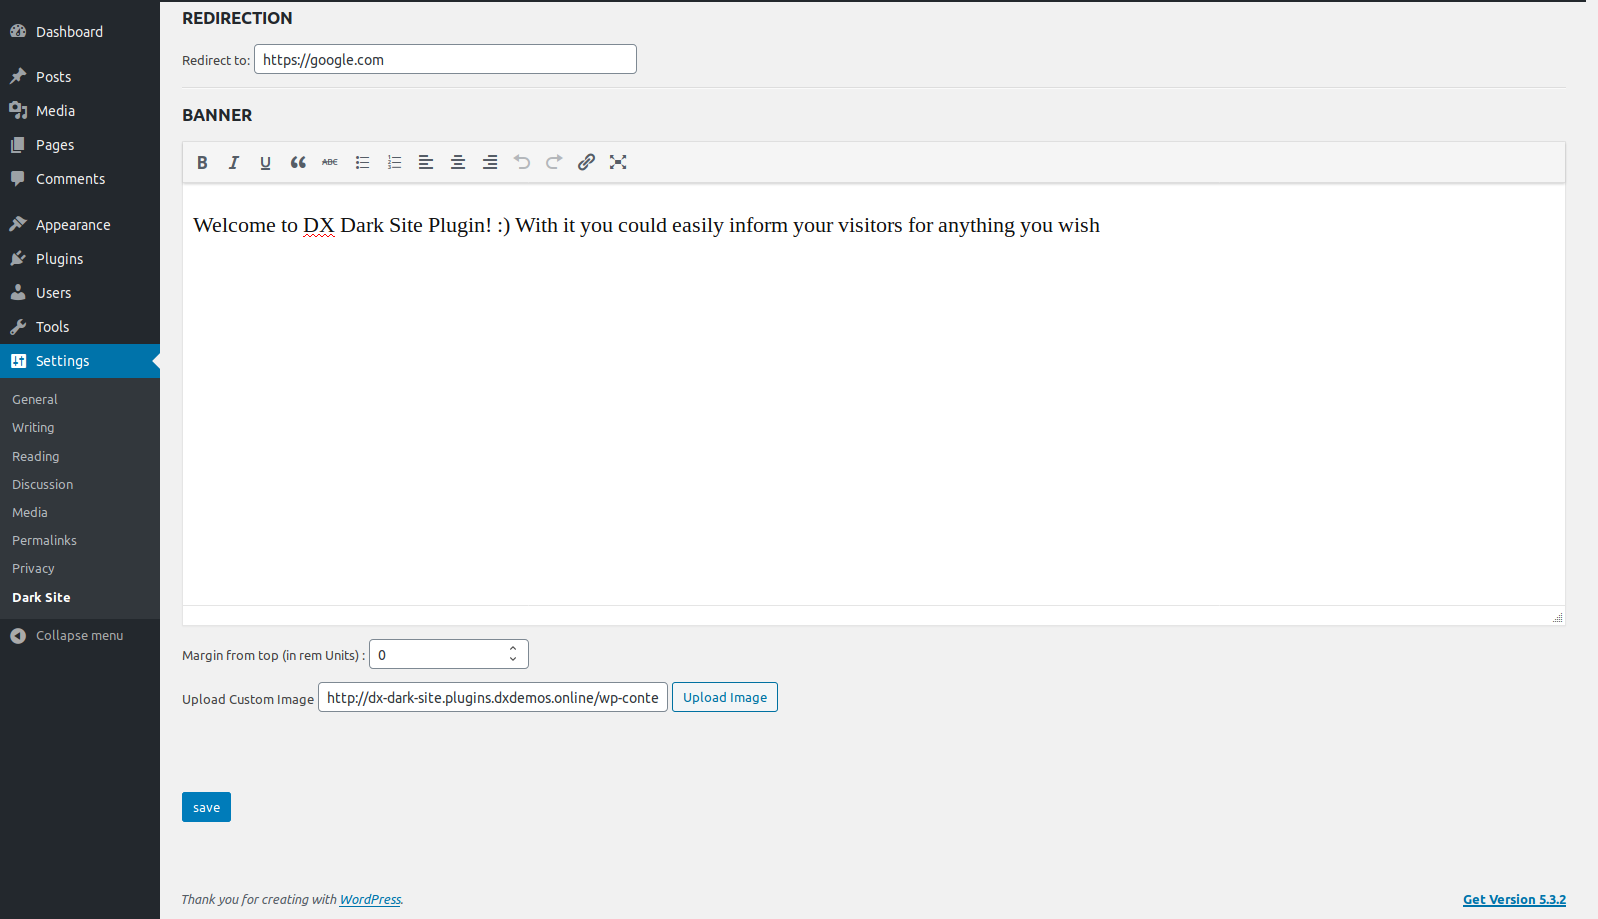 Dashboard
Posts
Media
Pages
Comments
Appearance
Plugins
Users
Tools
Settings
General
Writing
Reading
Discussion
Media
Permalinks
Privacy
Dark Site
Collapse menu
REDIRECTION
Redirect to: https://google.com
BANNER
B I U “ ABC
Welcome to DX Dark Site Plugin! :) With it you could easily inform your visitors for anything you wish
Margin from top (in rem Units) : 0
Upload Custom Image http://dx-dark-site.plugins.dxdemos.online/wp-conte Upload Image
save
Thank you for creating with WordPress.
Get Version 5.3.2